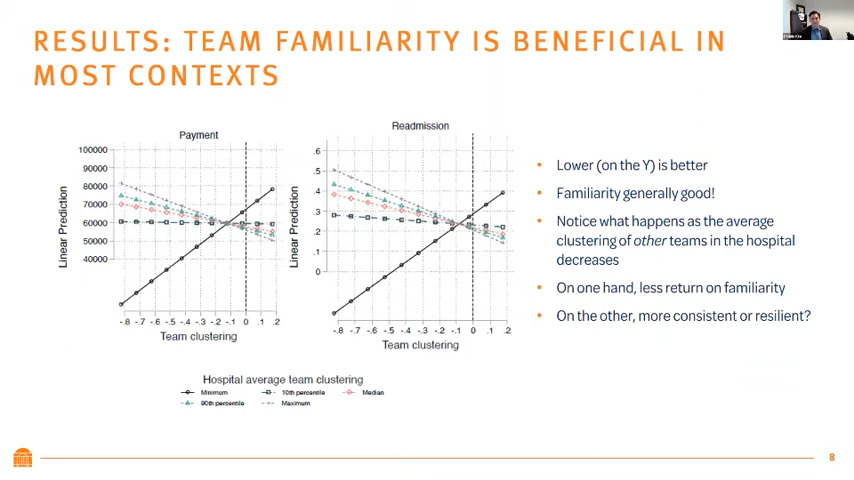 RESULTS: TEAM FAMILIARITY IS BENEFICIAL IN
MOST CONTEXTS
Payment
100000
90000
80000
70000
60000
50000
40000
Linear Prediction
-.8 -.7 -.6 -.5 -.4 -.3 -.2 -.1 0 .1 .2
Team clustering
Readmission
.6
.5
.4
.3
.2
.1
0
Linear Prediction
-.8 -.7 -.6 -.5 -.4 -.3 -.2 -.1 0 .1 .2
Team clustering
Hospital average team clustering
Minimum 10th percentile Median
90th percentile Maximum
• Lower (on the Y) is better
• Familiarity generally good!
• Notice what happens as the average
clustering of other teams in the hospital
decreases
• On one hand, less return on familiarity
• On the other, more consistent or resilient?
8